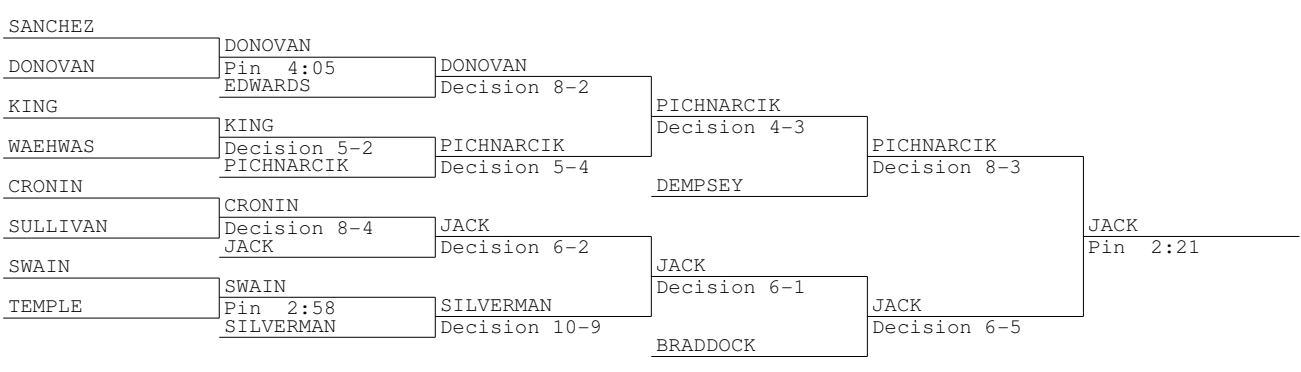 SANCHEZ
DONOVAN
DONOVAN
Pin 4:05
DONOVAN
EDWARDS
Decision 8-2
KING
PICHNARCIK
KING
Decision 4-3
WAEHWAS
Decision 5-2
PICHNARCIK
PICHNARCIK
PICHNARCIK
Decision 5-4
Decision 8-3
CRONIN
DEMPSEY
CRONIN
SULLIVAN
Decision 8-4
JACK
JACK
JACK
Decision 6-2
Pin 2:21
SWAIN
JACK
SWAIN
Decision 6-1
TEMPLE
Pin 2:58
SILVERMAN
JACK
SILVERMAN
Decision 10-9
Decision 6-5
BRADDOCK